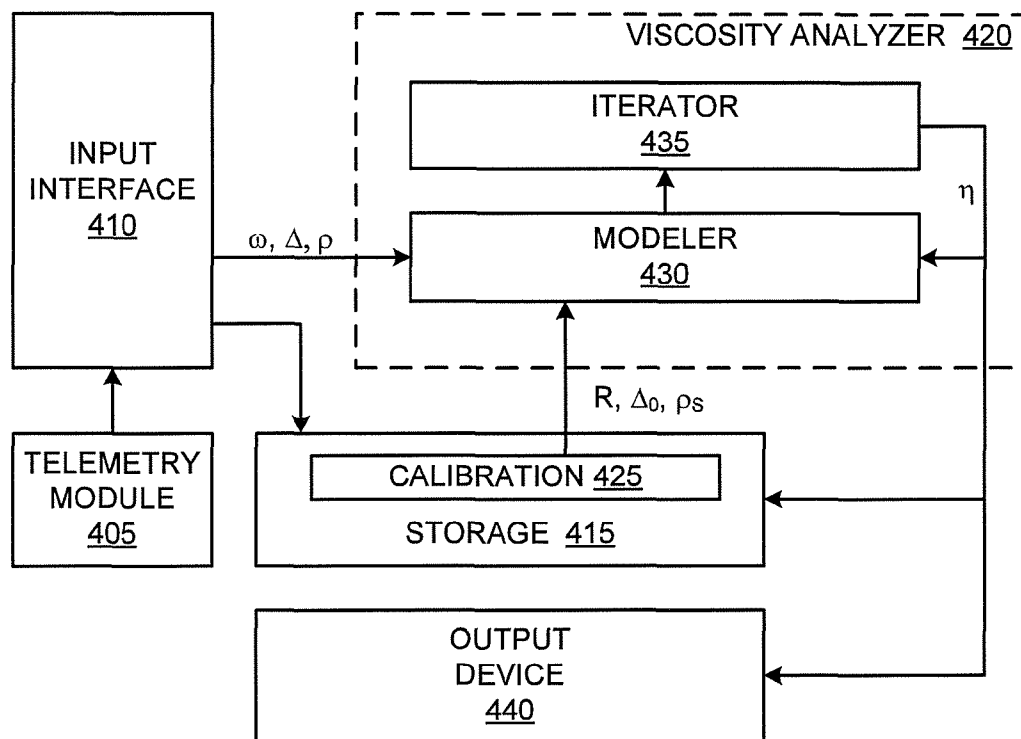 VISCOSITY ANALYZER 420
INPUT
INTERFACE
410
ITERATOR
435
η
ω, Δ, ρ
MODELER
430
R, Δ₀, ρ_S
TELEMETRY
MODULE
405
CALIBRATION 425
STORAGE 415
OUTPUT
DEVICE
440